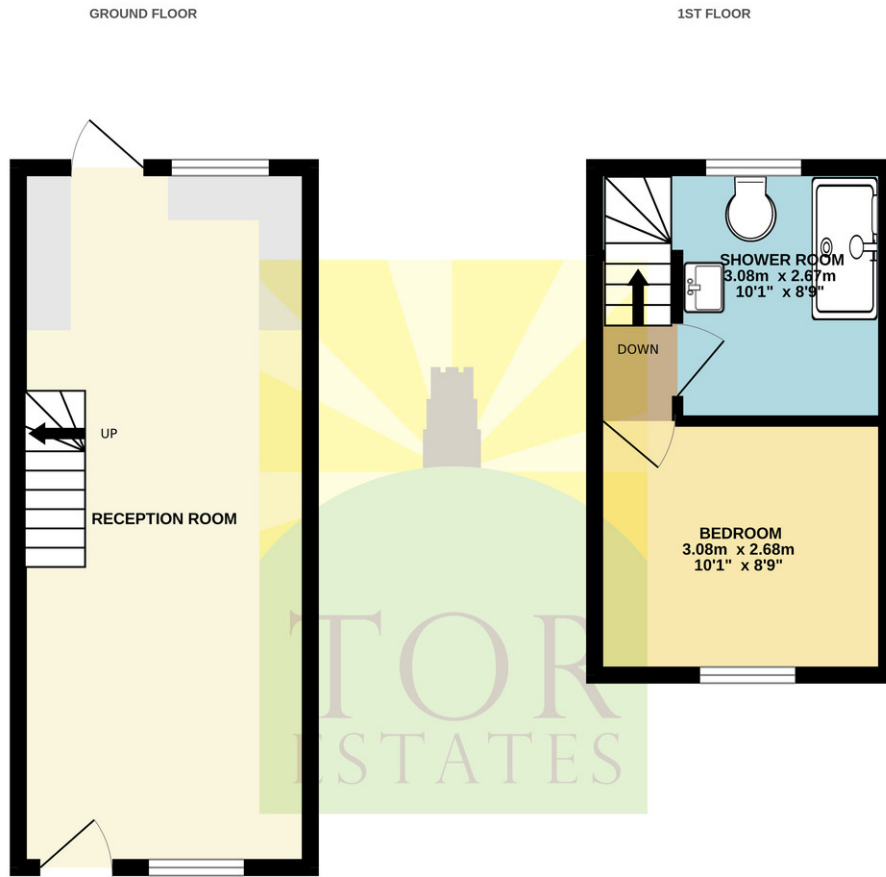 GROUND FLOOR
1ST FLOOR
SHOWER ROOM
3.08m x 2.67m
10'1" x 8'9"
DOWN
UP
RECEPTION ROOM
BEDROOM
3.08m x 2.68m
10'1" x 8'9"
TOR
ESTATES